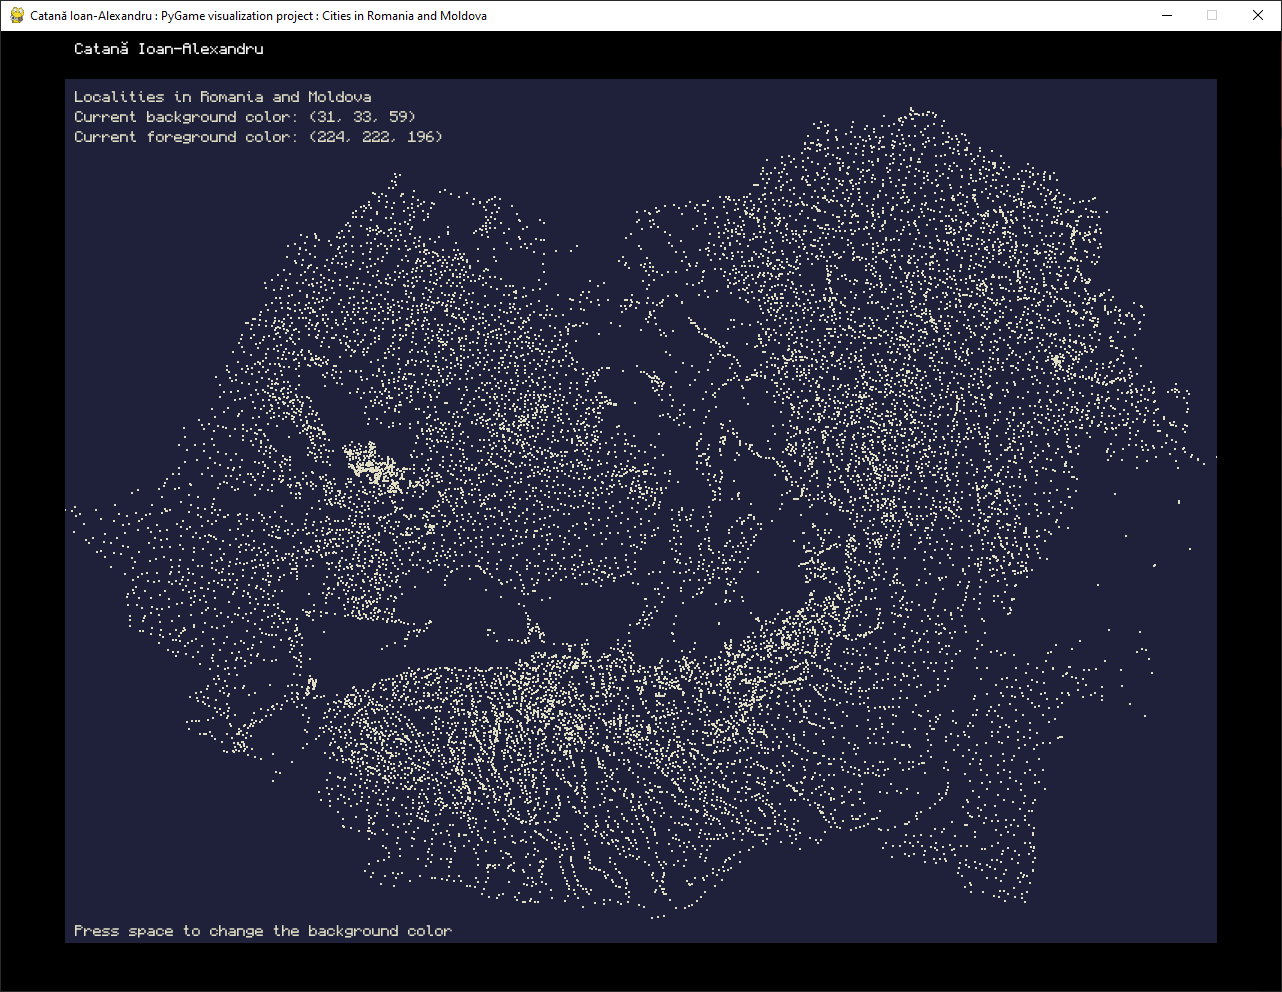 Catană Ioan-Alexandru : PyGame visualization project : Cities in Romania and Moldova
Catană Ioan-Alexandru
Localities in Romania and Moldova
Current background color: (31, 33, 59)
Current foreground color: (224, 222, 196)
Press space to change the background color